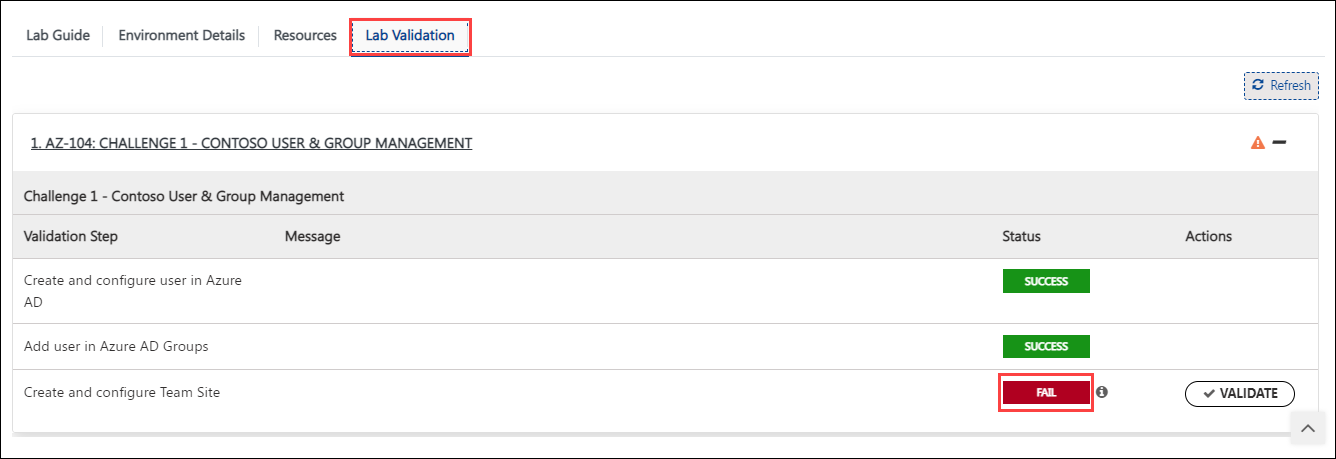 Lab Guide Environment Details Resources Lab Validation
Refresh
1. AZ-104: CHALLENGE 1 - CONTOSO USER & GROUP MANAGEMENT
Challenge 1 - Contoso User & Group Management
Validation Step Message Status Actions
Create and configure user in Azure
AD
SUCCESS
Add user in Azure AD Groups SUCCESS
Create and configure Team Site FAIL VALIDATE